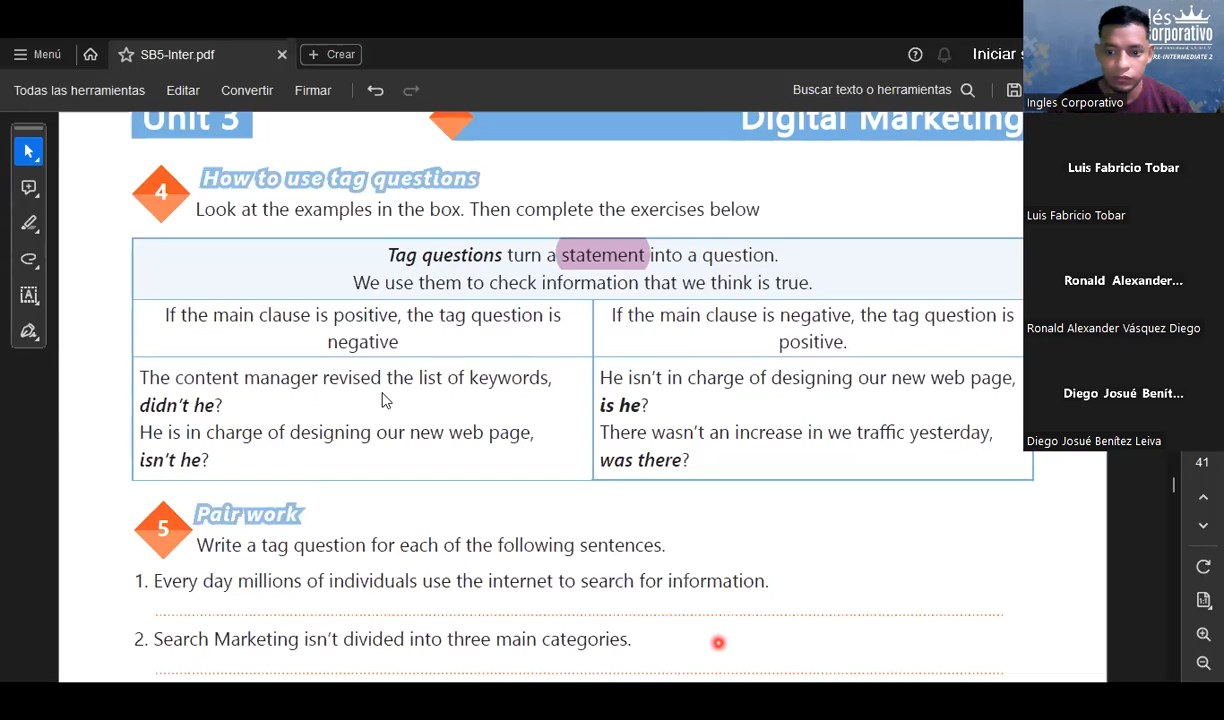 Menú
SB5-Inter.pdf
Crear
Iniciar s
Todas las herramientas
Editar
Convertir
Firmar
Buscar texto o herramientas
Unit 3
Digital Marketing
4
How to use tag questions
Look at the examples in the box. Then complete the exercises below
Tag questions turn a statement into a question.
We use them to check information that we think is true.
If the main clause is positive, the tag question is
negative
If the main clause is negative, the tag question is
positive.
The content manager revised the list of keywords,
didn't he?
He is in charge of designing our new web page,
isn't he?
He isn't in charge of designing our new web page,
is he?
There wasn't an increase in we traffic yesterday,
was there?
5
Pair work
Write a tag question for each of the following sentences.
1. Every day millions of individuals use the internet to search for information.
2. Search Marketing isn't divided into three main categories.
lés
Corporativo
RE-INTERMEDIATE 2
Ingles Corporativo
Luis Fabricio Tobar
Luis Fabricio Tobar
Ronald Alexander...
Ronald Alexander Vásquez Diego
Diego Josué Benít...
Diego Josué Benítez Leiva
41
1:1